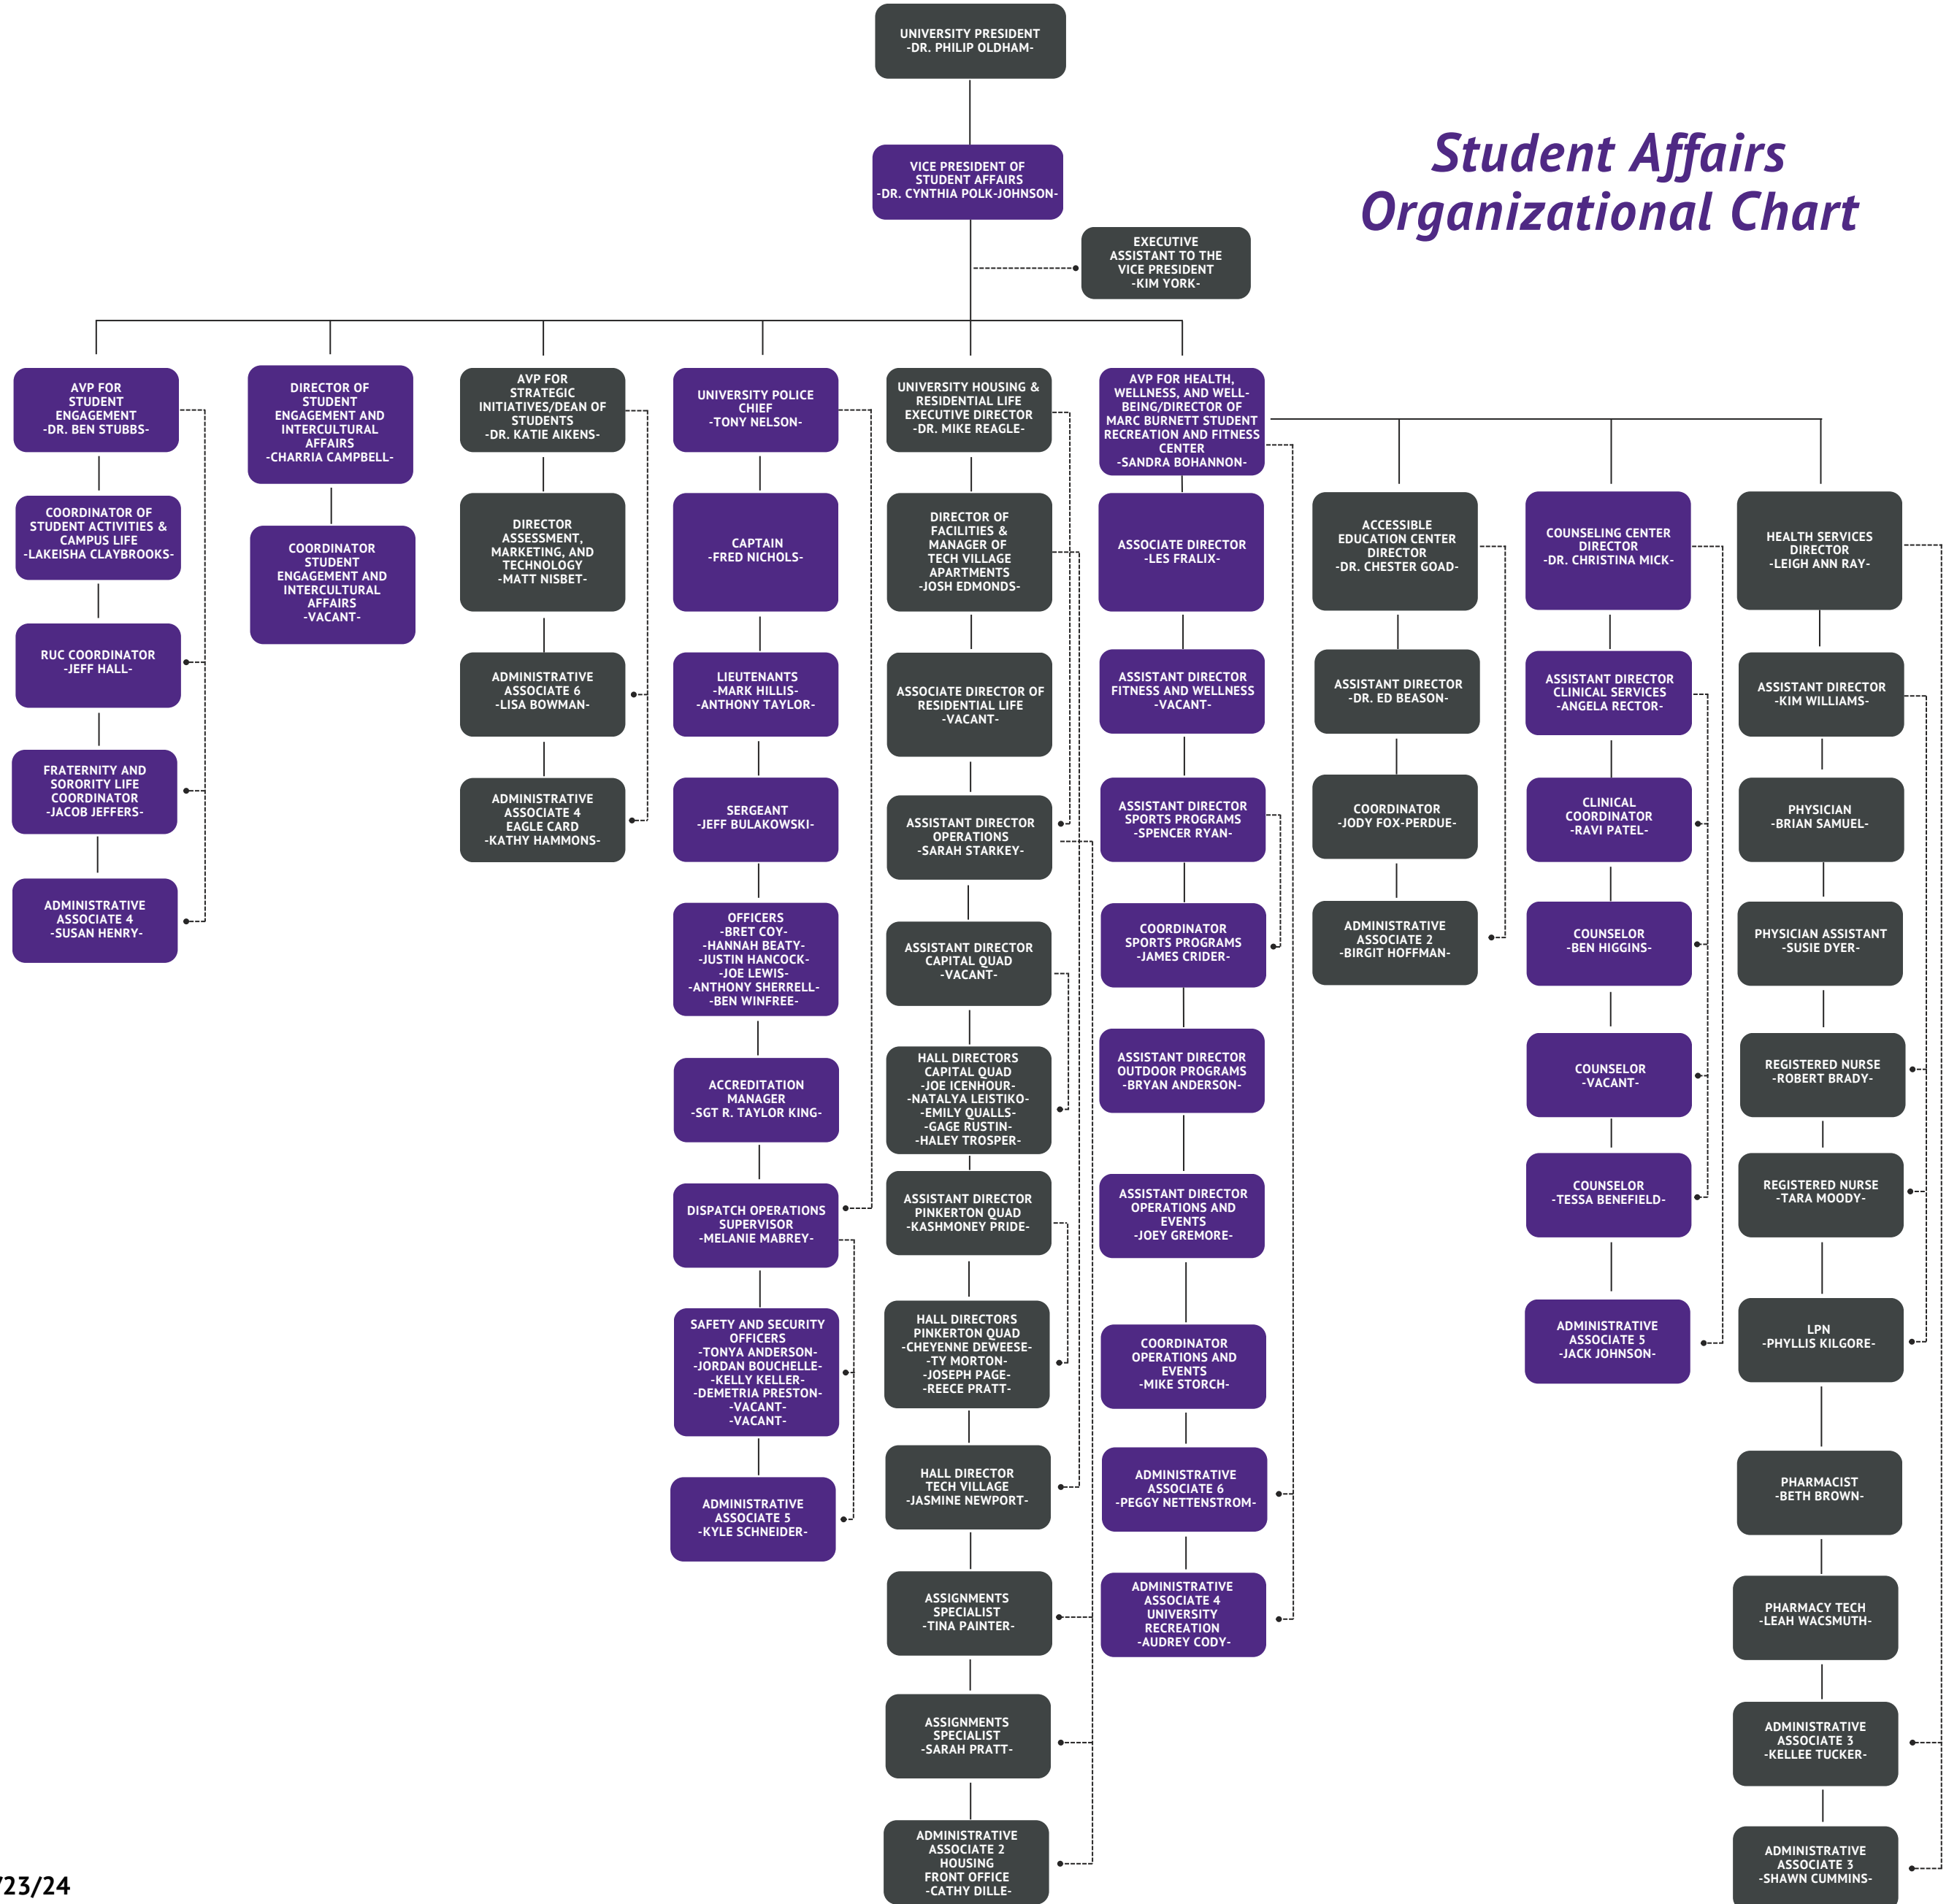 UNIVERSITY PRESIDENT
-DR. PHILIP OLDHAM-
Student Affairs
Organizational Chart
VICE PRESIDENT OF
STUDENT AFFAIRS
-DR. CYNTHIA POLK-JOHNSON-
EXECUTIVE
ASSISTANT TO THE
VICE PRESIDENT
-KIM YORK-
AVP FOR
STUDENT
ENGAGEMENT
-DR. BEN STUBBS-
COORDINATOR OF
STUDENT ACTIVITIES &
CAMPUS LIFE
-LAKEISHA CLAYBROOKS-
RUC COORDINATOR
-JEFF HALL-
FRATERNITY AND
SORORITY LIFE
COORDINATOR
-JACOB JEFFERS-
ADMINISTRATIVE
ASSOCIATE 4
-SUSAN HENRY-
DIRECTOR OF
STUDENT
ENGAGEMENT AND
INTERCULTURAL
AFFAIRS
-CHARRIA CAMPBELL-
COORDINATOR
STUDENT
ENGAGEMENT AND
INTERCULTURAL
AFFAIRS
-VACANT-
AVP FOR
STRATEGIC
INITIATIVES/DEAN OF
STUDENTS
-DR. KATIE AIKENS-
DIRECTOR
ASSESSMENT,
MARKETING, AND
TECHNOLOGY
-MATT NISBET-
ADMINISTRATIVE
ASSOCIATE 6
-LISA BOWMAN-
ADMINISTRATIVE
ASSOCIATE 4
EAGLE CARD
-KATHY HAMMONS-
UNIVERSITY POLICE
CHIEF
-TONY NELSON-
CAPTAIN
-FRED NICHOLS-
LIEUTENANTS
-MARK HILLIS-
-ANTHONY TAYLOR-
SERGEANT
-JEFF BULAKOWSKI-
OFFICERS
-BRET COY-
-HANNAH BEATY-
-JUSTIN HANCOCK-
-JOE LEWIS-
-ANTHONY SHERRELL-
-BEN WINFREE-
ACCREDITATION
MANAGER
-SGT R. TAYLOR KING-
DISPATCH OPERATIONS
SUPERVISOR
-MELANIE MABREY-
SAFETY AND SECURITY
OFFICERS
-TONYA ANDERSON-
-JORDAN BOUCHELLE-
-KELLY KELLER-
-DEMETRIA PRESTON-
-VACANT-
-VACANT-
ADMINISTRATIVE
ASSOCIATE 5
-KYLE SCHNEIDER-
UNIVERSITY HOUSING &
RESIDENTIAL LIFE
EXECUTIVE DIRECTOR
-DR. MIKE REAGLE-
DIRECTOR OF
FACILITIES &
MANAGER OF
TECH VILLAGE
APARTMENTS
-JOSH EDMONDS-
ASSOCIATE DIRECTOR OF
RESIDENTIAL LIFE
-VACANT-
ASSISTANT DIRECTOR
OPERATIONS
-SARAH STARKEY-
ASSISTANT DIRECTOR
CAPITAL QUAD
-VACANT-
HALL DIRECTORS
CAPITAL QUAD
-JOE ICENHOUR-
-NATALYA LEISTIKO-
-EMILY QUALLS-
-GAGE RUSTIN-
-HALEY TROSPER-
ASSISTANT DIRECTOR
PINKERTON QUAD
-KASHMONEY PRIDE-
HALL DIRECTORS
PINKERTON QUAD
-CHEYENNE DEWEESE-
-TY MORTON-
-JOSEPH PAGE-
-REECE PRATT-
HALL DIRECTOR
TECH VILLAGE
-JASMINE NEWPORT-
ASSIGNMENTS
SPECIALIST
-TINA PAINTER-
ASSIGNMENTS
SPECIALIST
-SARAH PRATT-
ADMINISTRATIVE
ASSOCIATE 2
HOUSING
FRONT OFFICE
-CATHY DILLE-
AVP FOR HEALTH,
WELLNESS, AND WELL-
BEING/DIRECTOR OF
MARC BURNETT STUDENT
RECREATION AND FITNESS
CENTER
-SANDRA BOHANNON-
ASSOCIATE DIRECTOR
-LES FRALIX-
ASSISTANT DIRECTOR
FITNESS AND WELLNESS
-VACANT-
ASSISTANT DIRECTOR
SPORTS PROGRAMS
-SPENCER RYAN-
COORDINATOR
SPORTS PROGRAMS
-JAMES CRIDER-
ASSISTANT DIRECTOR
OUTDOOR PROGRAMS
-BRYAN ANDERSON-
ASSISTANT DIRECTOR
OPERATIONS AND
EVENTS
-JOEY GREMORE-
COORDINATOR
OPERATIONS AND
EVENTS
-MIKE STORCH-
ADMINISTRATIVE
ASSOCIATE 6
-PEGGY NETTENSTROM-
ADMINISTRATIVE
ASSOCIATE 4
UNIVERSITY
RECREATION
-AUDREY CODY-
ACCESSIBLE
EDUCATION CENTER
DIRECTOR
-DR. CHESTER GOAD-
ASSISTANT DIRECTOR
-DR. ED BEASON-
COORDINATOR
-JODY FOX-PERDUE-
ADMINISTRATIVE
ASSOCIATE 2
-BIRGIT HOFFMAN-
COUNSELING CENTER
DIRECTOR
-DR. CHRISTINA MICK-
ASSISTANT DIRECTOR
CLINICAL SERVICES
-ANGELA RECTOR-
CLINICAL
COORDINATOR
-RAVI PATEL-
COUNSELOR
-BEN HIGGINS-
COUNSELOR
-VACANT-
COUNSELOR
-TESSA BENEFIELD-
ADMINISTRATIVE
ASSOCIATE 5
-JACK JOHNSON-
HEALTH SERVICES
DIRECTOR
-LEIGH ANN RAY-
ASSISTANT DIRECTOR
-KIM WILLIAMS-
PHYSICIAN
-BRIAN SAMUEL-
PHYSICIAN ASSISTANT
-SUSIE DYER-
REGISTERED NURSE
-ROBERT BRADY-
REGISTERED NURSE
-TARA MOODY-
LPN
-PHYLLIS KILGORE-
PHARMACIST
-BETH BROWN-
PHARMACY TECH
-LEAH WACSMUTH-
ADMINISTRATIVE
ASSOCIATE 3
-KELLEE TUCKER-
ADMINISTRATIVE
ASSOCIATE 3
-SHAWN CUMMINS-
/23/24